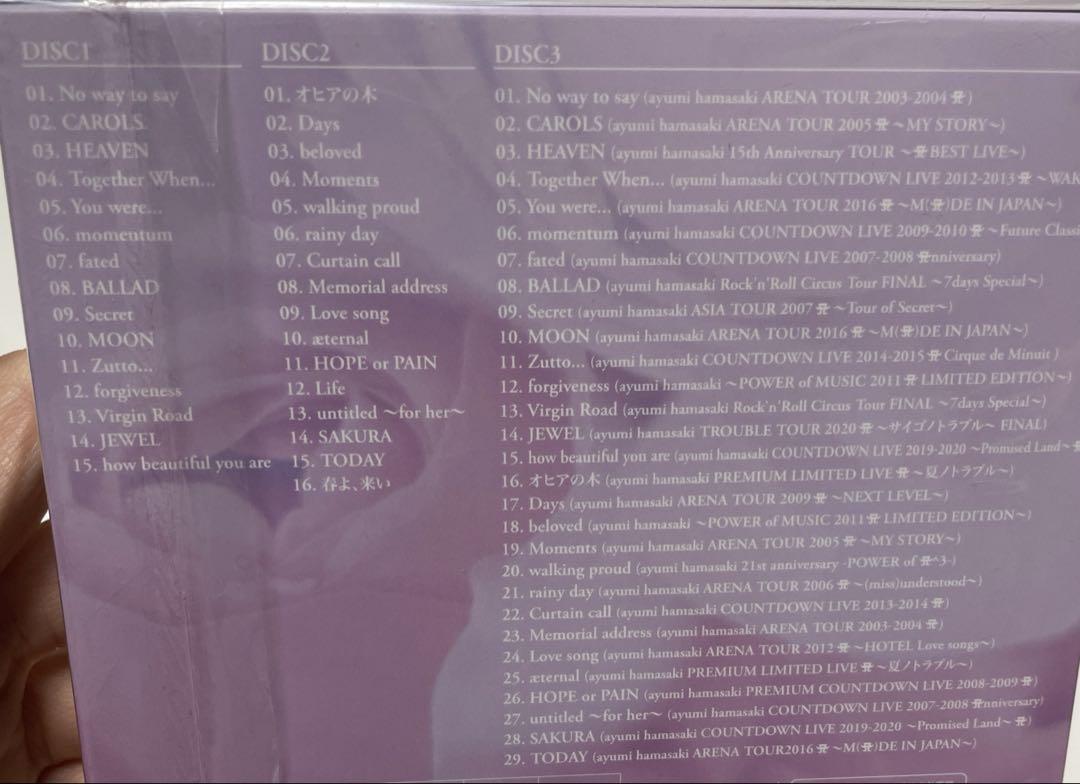 DISC1
01. No way to say
02. CAROLS
03. HEAVEN
04. Together When...
05. You were...
06. momentum
07. fated
08. BALLAD
09. Secret
10. MOON
11. Zutto...
12. forgiveness
13. Virgin Road
14. JEWEL
15. how beautiful you are
DISC2
01. オヒアの木
02. Days
03. beloved
04. Moments
05. walking proud
06. rainy day
07. Curtain call
08. Memorial address
09. Love song
10. æternal
11. HOPE or PAIN
12. Life
13. untitled ~for her~
14. SAKURA
15. TODAY
16. 春よ、来い
DISC3
01. No way to say (ayumi hamasaki ARENA TOUR 2003-2004 A)
02. CAROLS (ayumi hamasaki ARENA TOUR 2005 A ~MY STORY~)
03. HEAVEN (ayumi hamasaki 15th Anniversary TOUR ~A BEST LIVE~)
04. Together When... (ayumi hamasaki COUNTDOWN LIVE 2012-2013 A ~WAK
05. You were... (ayumi hamasaki ARENA TOUR 2016 A ~M(A)DE IN JAPAN~)
06. momentum (ayumi hamasaki COUNTDOWN LIVE 2009-2010 A ~Future Classi
07. fated (ayumi hamasaki COUNTDOWN LIVE 2007-2008 Anniversary)
08. BALLAD (ayumi hamasaki Rock'n'Roll Circus Tour FINAL ~7days Special~)
09. Secret (ayumi hamasaki ASIA TOUR 2007 A ~Tour of Secret~)
10. MOON (ayumi hamasaki ARENA TOUR 2016 A ~M(A)DE IN JAPAN~)
11. Zutto... (ayumi hamasaki COUNTDOWN LIVE 2014-2015 A Cirque de Minuit )
12. forgiveness (ayumi hamasaki ~POWER of MUSIC 2011 A LIMITED EDITION~)
13. Virgin Road (ayumi hamasaki Rock'n'Roll Circus Tour FINAL ~7days Special~)
14. JEWEL (ayumi hamasaki TROUBLE TOUR 2020 A ~サイゴノトラブル~ FINAL)
15. how beautiful you are (ayumi hamasaki COUNTDOWN LIVE 2019-2020 ~Promised Land~ A
16. オヒアの木 (ayumi hamasaki PREMIUM LIMITED LIVE A ~夏ノトラブル~)
17. Days (ayumi hamasaki ARENA TOUR 2009 A ~NEXT LEVEL~)
18. beloved (ayumi hamasaki ~POWER of MUSIC 2011 A LIMITED EDITION~)
19. Moments (ayumi hamasaki ARENA TOUR 2005 A ~MY STORY~)
20. walking proud (ayumi hamasaki 21st anniversary -POWER of A^3-)
21. rainy day (ayumi hamasaki ARENA TOUR 2006 A ~(miss)understood~)
22. Curtain call (ayumi hamasaki COUNTDOWN LIVE 2013-2014 A)
23. Memorial address (ayumi hamasaki ARENA TOUR 2003-2004 A)
24. Love song (ayumi hamasaki ARENA TOUR 2012 A ~HOTEL Love songs~)
25. æternal (ayumi hamasaki PREMIUM LIMITED LIVE A ~夏ノトラブル~)
26. HOPE or PAIN (ayumi hamasaki PREMIUM COUNTDOWN LIVE 2008-2009 A)
27. untitled ~for her~ (ayumi hamasaki COUNTDOWN LIVE 2007-2008 Anniversary)
28. SAKURA (ayumi hamasaki COUNTDOWN LIVE 2019-2020 ~Promised Land~ A)
29. TODAY (ayumi hamasaki ARENA TOUR2016 A ~M(A)DE IN JAPAN~)